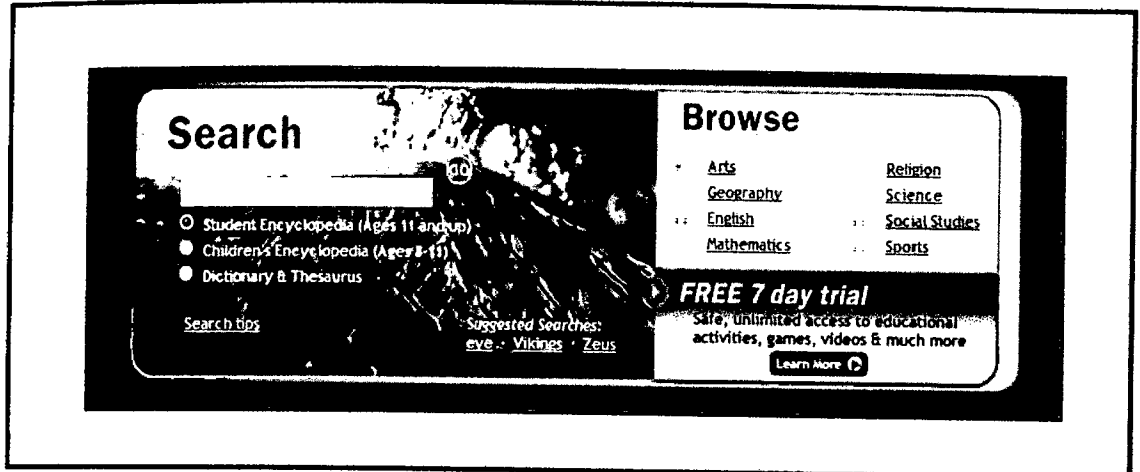 Search
GO
Student Encyclopedia (Ages 11 and up)
Children's Encyclopedia (Ages 8-11)
Dictionary & Thesaurus
Search tips
Suggested Searches:
eye · Vikings · Zeus
Browse
Arts
Geography
English
Mathematics
Religion
Science
Social Studies
Sports
FREE 7 day trial
Safe, unlimited access to educational
activities, games, videos & much more
Learn More